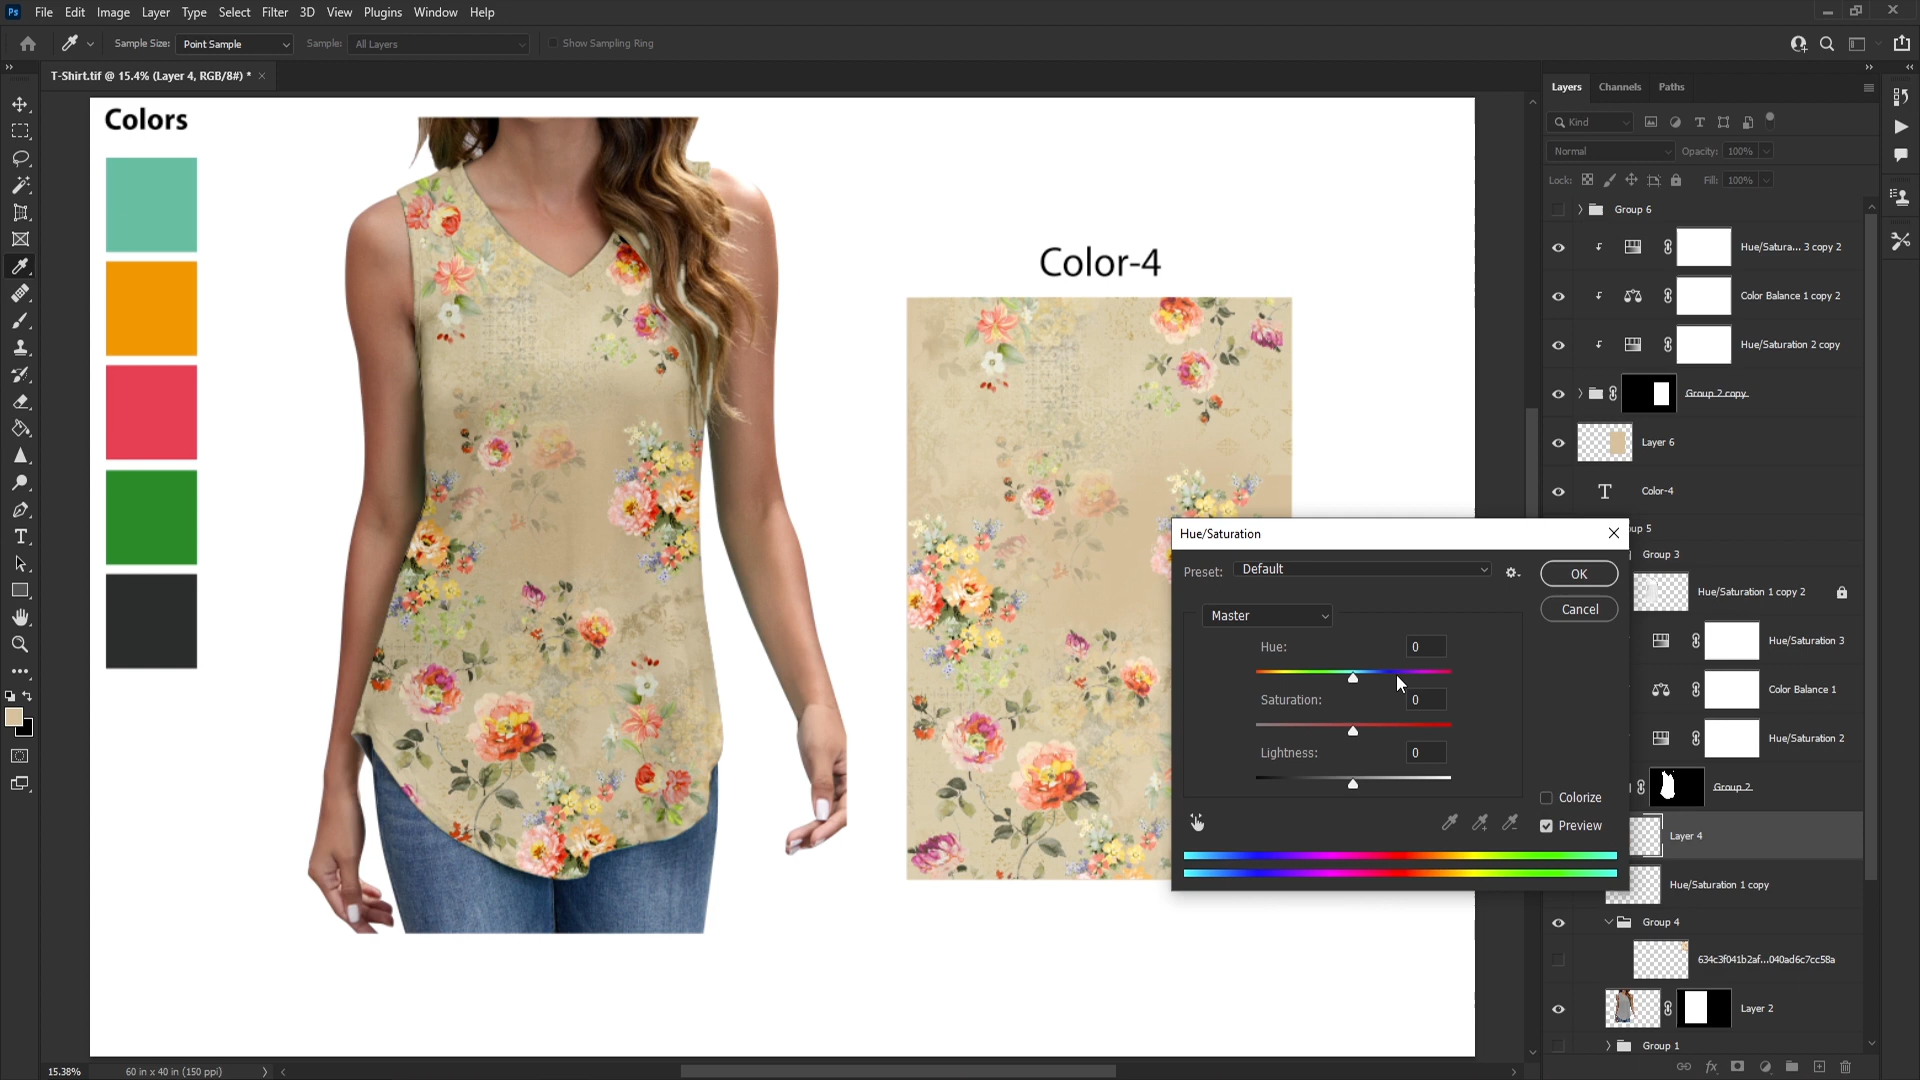 Ps File Edit Image Layer Type Select Filter 3D View Plugins Window Help
Sample Size: Point Sample Sample: All Layers Show Sampling Ring
T-Shirt.tif @ 15.4% (Layer 4, RGB/8#) *
Colors
Color-4
Layers Channels Paths
Kind
Normal Opacity: 100%
Lock: Fill: 100%
Group 6
Hue/Satura... 3 copy 2
Color Balance 1 copy 2
Hue/Saturation 2 copy
Group 2 copy
Layer 6
T Color-4
up 5
Group 3
Hue/Saturation 1 copy 2
Hue/Saturation 3
Color Balance 1
Hue/Saturation 2
Group 2
Layer 4
Hue/Saturation 1 copy
Group 4
634c3f041b2af...040ad6c7cc58a
Layer 2
Group 1
fx
Hue/Saturation
Preset: Default
OK
Cancel
Master
Hue: 0
Saturation: 0
Lightness: 0
Colorize
Preview
15.38% 60 in x 40 in (150 ppi)